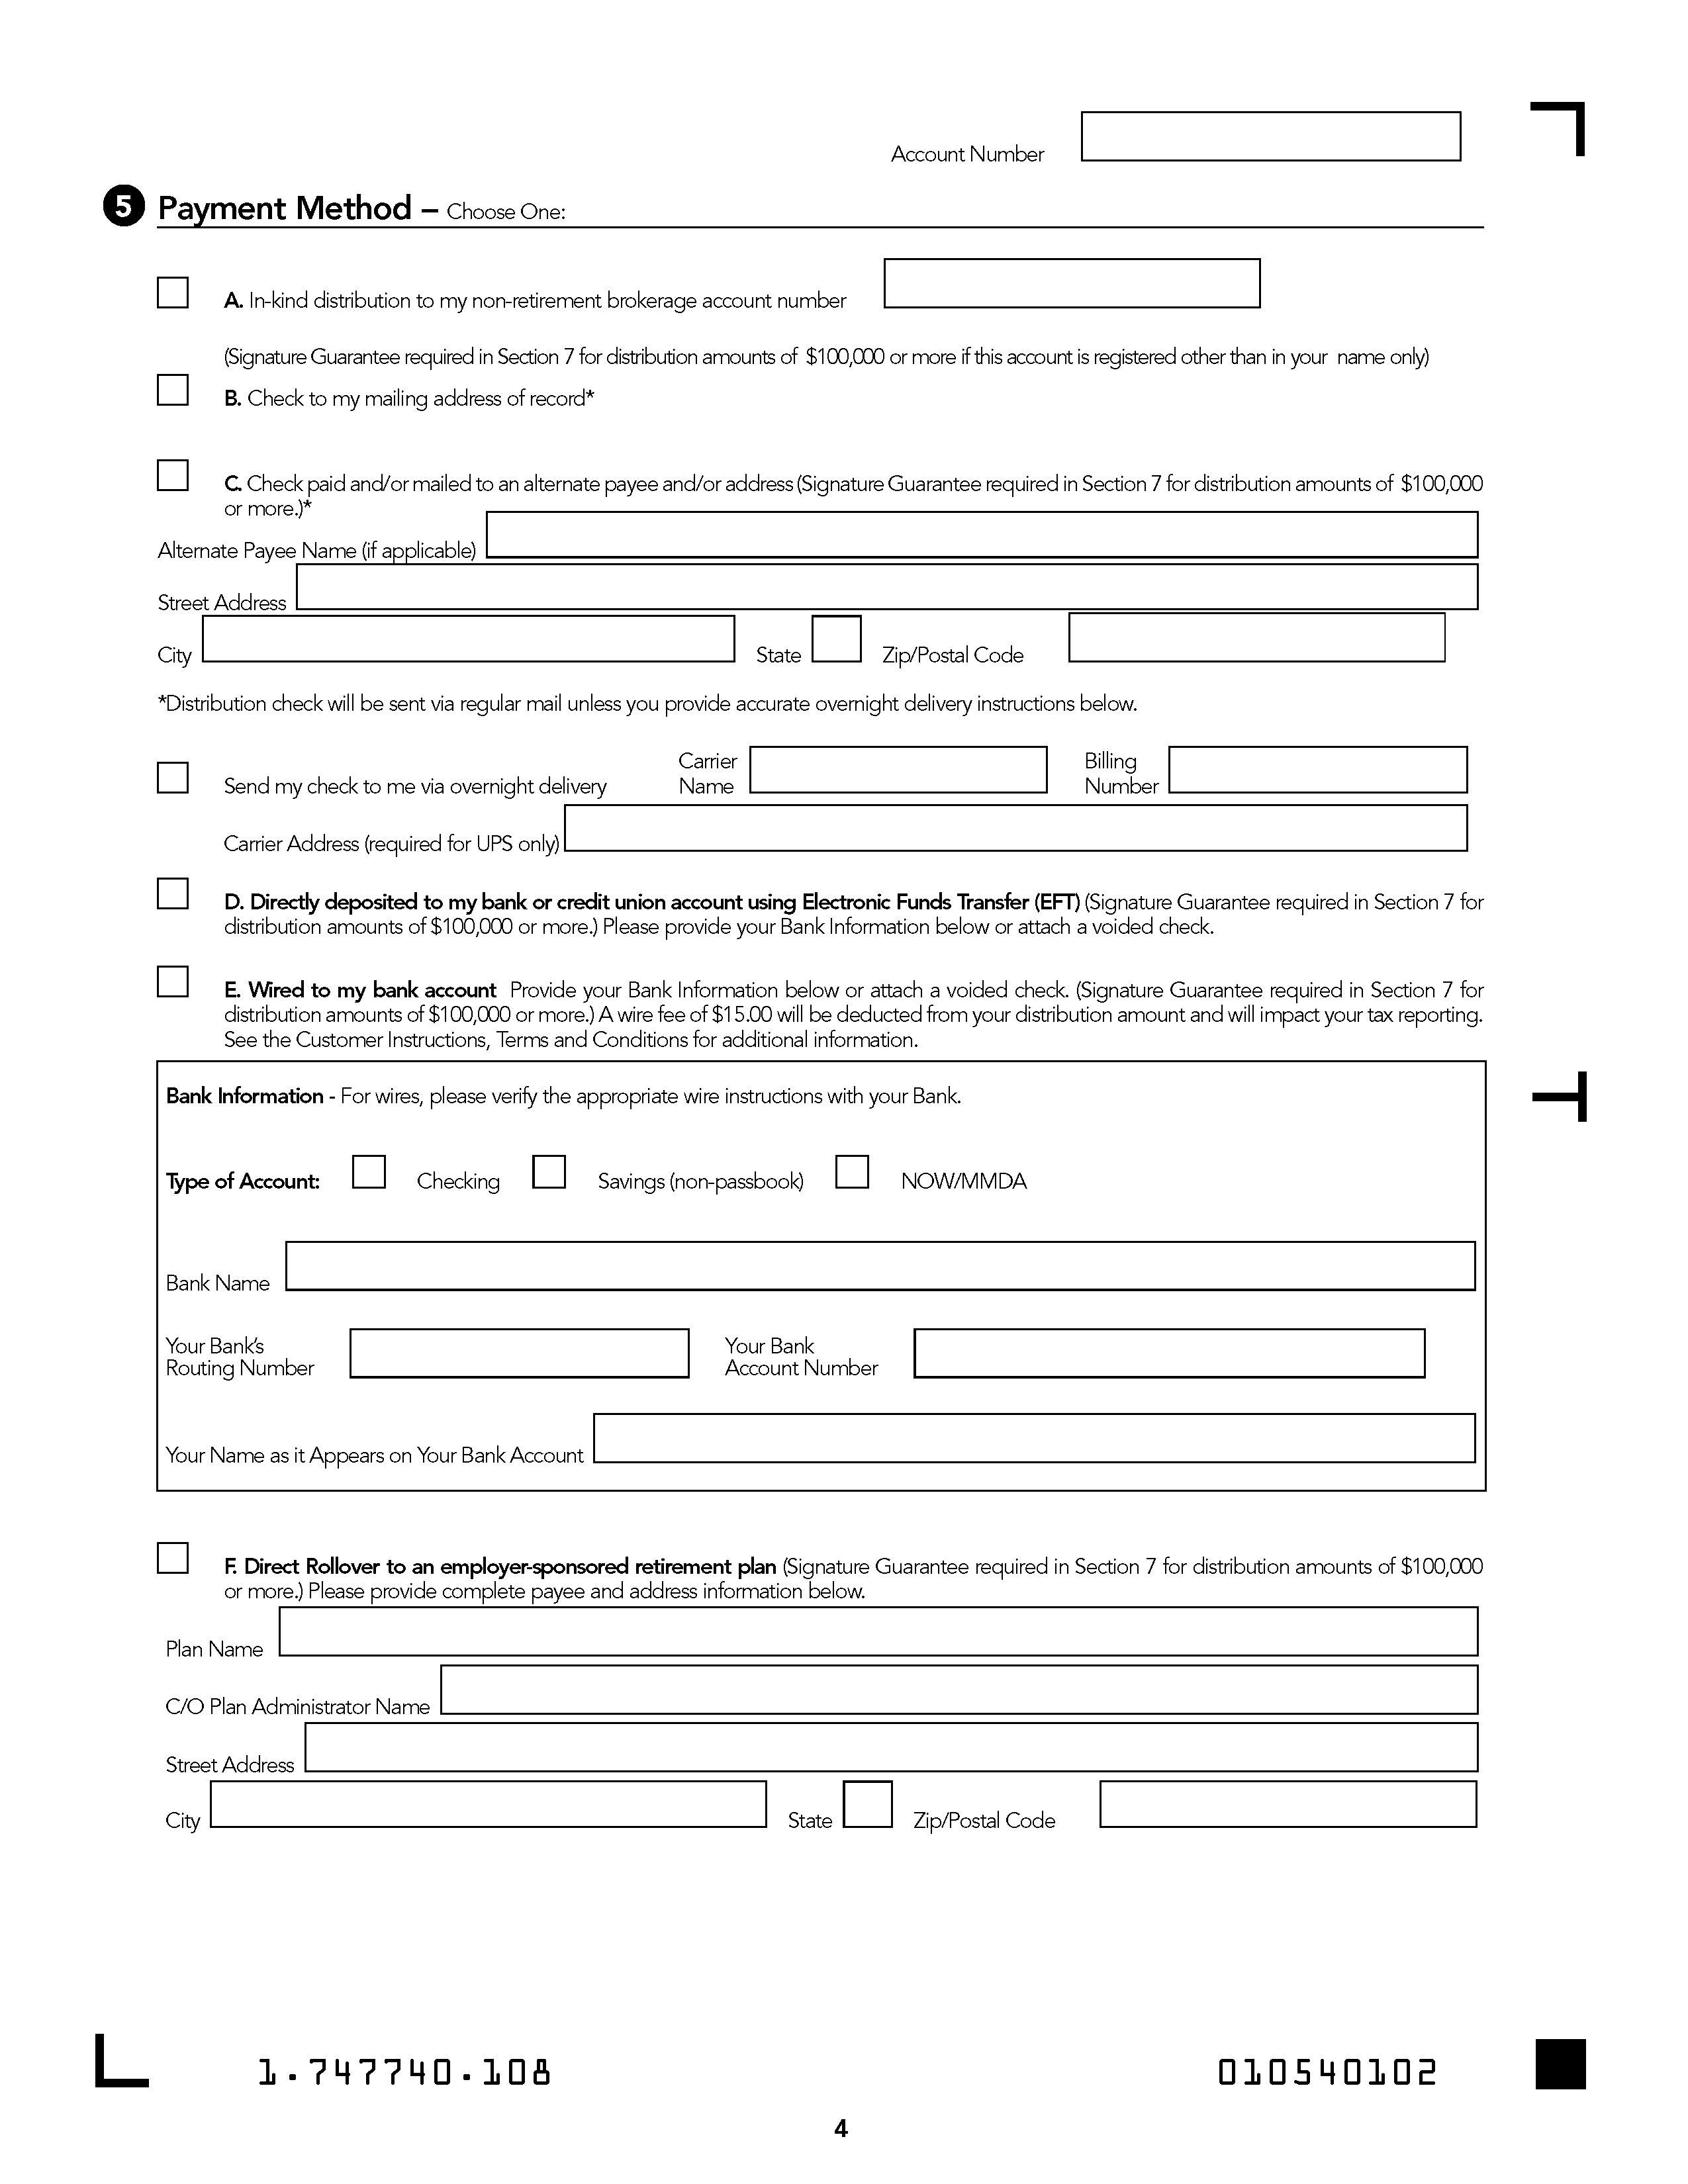 Account Number
5 Payment Method – Choose One:
A. In-kind distribution to my non-retirement brokerage account number
(Signature Guarantee required in Section 7 for distribution amounts of $100,000 or more if this account is registered other than in your name only)
B. Check to my mailing address of record*
C. Check paid and/or mailed to an alternate payee and/or address (Signature Guarantee required in Section 7 for distribution amounts of $100,000
or more.)*
Alternate Payee Name (if applicable)
Street Address
City State Zip/Postal Code
*Distribution check will be sent via regular mail unless you provide accurate overnight delivery instructions below.
Carrier Billing
Send my check to me via overnight delivery Name Number
Carrier Address (required for UPS only)
D. Directly deposited to my bank or credit union account using Electronic Funds Transfer (EFT) (Signature Guarantee required in Section 7 for
distribution amounts of $100,000 or more.) Please provide your Bank Information below or attach a voided check.
E. Wired to my bank account Provide your Bank Information below or attach a voided check. (Signature Guarantee required in Section 7 for
distribution amounts of $100,000 or more.) A wire fee of $15.00 will be deducted from your distribution amount and will impact your tax reporting.
See the Customer Instructions, Terms and Conditions for additional information.
Bank Information - For wires, please verify the appropriate wire instructions with your Bank.
Type of Account: Checking Savings (non-passbook) NOW/MMDA
Bank Name
Your Bank's Your Bank
Routing Number Account Number
Your Name as it Appears on Your Bank Account
F. Direct Rollover to an employer-sponsored retirement plan (Signature Guarantee required in Section 7 for distribution amounts of $100,000
or more.) Please provide complete payee and address information below.
Plan Name
C/O Plan Administrator Name
Street Address
City State Zip/Postal Code
1.747740.108 010540102
4